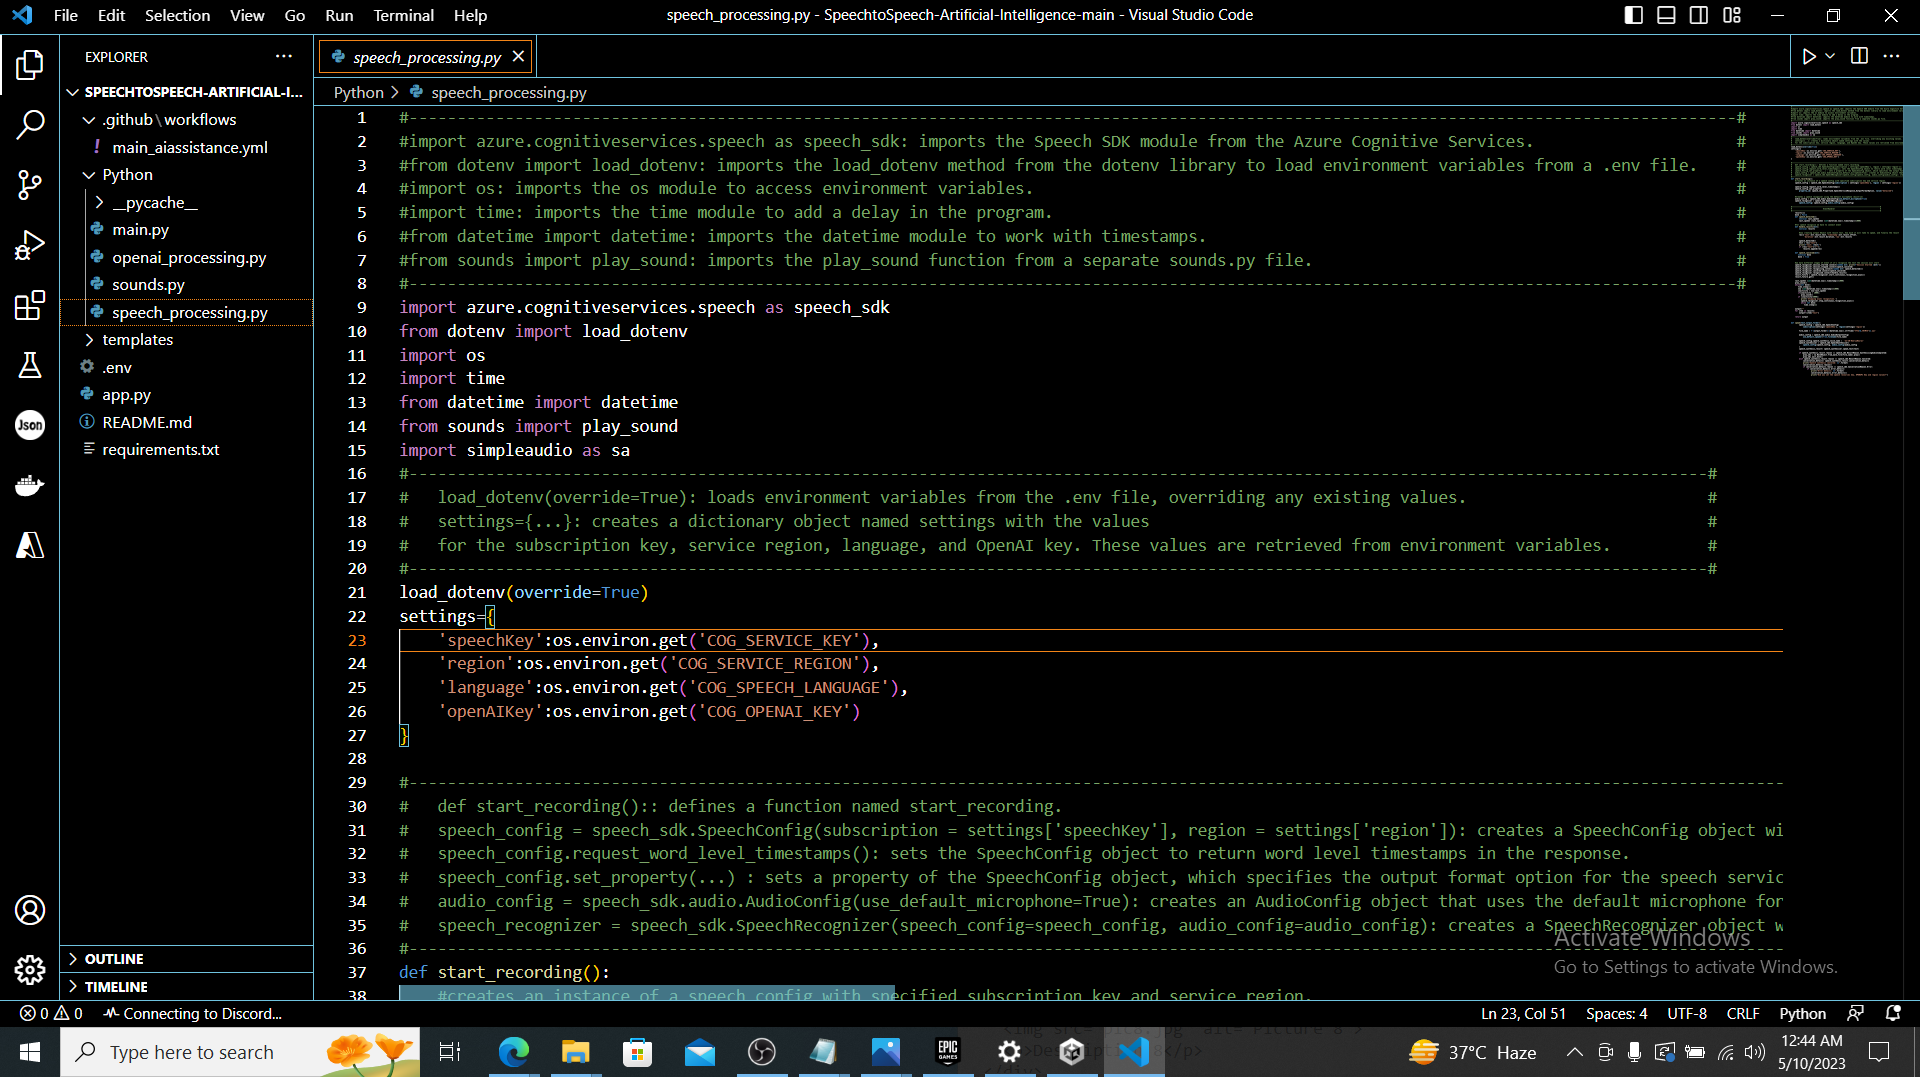 File Edit Selection View Go Run Terminal Help
speech_processing.py - SpeechtoSpeech-Artificial-Intelligence-main - Visual Studio Code
EXPLORER
SPEECHTOSPEECH-ARTIFICIAL-I...
.github\workflows
! main_aiassistance.yml
Python
__pycache__
main.py
openai_processing.py
sounds.py
speech_processing.py
templates
.env
app.py
README.md
requirements.txt
Json
OUTLINE
TIMELINE
speech_processing.py
Python > speech_processing.py
1 #-----------------------------------------------------------------------------------------------------------------------------------------#
2 #import azure.cognitiveservices.speech as speech_sdk: imports the Speech SDK module from the Azure Cognitive Services. #
3 #from dotenv import load_dotenv: imports the load_dotenv method from the dotenv library to load environment variables from a .env file. #
4 #import os: imports the os module to access environment variables. #
5 #import time: imports the time module to add a delay in the program. #
6 #from datetime import datetime: imports the datetime module to work with timestamps. #
7 #from sounds import play_sound: imports the play_sound function from a separate sounds.py file. #
8 #-----------------------------------------------------------------------------------------------------------------------------------------#
9 import azure.cognitiveservices.speech as speech_sdk
10 from dotenv import load_dotenv
11 import os
12 import time
13 from datetime import datetime
14 from sounds import play_sound
15 import simpleaudio as sa
16 #--------------------------------------------------------------------------------------------------------------------------------------#
17 # load_dotenv(override=True): loads environment variables from the .env file, overriding any existing values. #
18 # settings={...}: creates a dictionary object named settings with the values #
19 # for the subscription key, service region, language, and OpenAI key. These values are retrieved from environment variables. #
20 #--------------------------------------------------------------------------------------------------------------------------------------#
21 load_dotenv(override=True)
22 settings={
23 'speechKey':os.environ.get('COG_SERVICE_KEY'),
24 'region':os.environ.get('COG_SERVICE_REGION'),
25 'language':os.environ.get('COG_SPEECH_LANGUAGE'),
26 'openAIKey':os.environ.get('COG_OPENAI_KEY')
27 }
28
29 #----------------------------------------------------------------------------------------------------------------------------------------------
30 # def start_recording():: defines a function named start_recording.
31 # speech_config = speech_sdk.SpeechConfig(subscription = settings['speechKey'], region = settings['region']): creates a SpeechConfig object wi
32 # speech_config.request_word_level_timestamps(): sets the SpeechConfig object to return word level timestamps in the response.
33 # speech_config.set_property(...) : sets a property of the SpeechConfig object, which specifies the output format option for the speech servic
34 # audio_config = speech_sdk.audio.AudioConfig(use_default_microphone=True): creates an AudioConfig object that uses the default microphone for
35 # speech_recognizer = speech_sdk.SpeechRecognizer(speech_config=speech_config, audio_config=audio_config): creates a SpeechRecognizer object w
36 #----------------------------------------------------------------------------------------------------------------------------------------------
37 def start_recording():
38 #creates an instance of a speech config with specified subscription key and service region.
Activate Windows
Go to Settings to activate Windows.
0 0 Connecting to Discord...
Ln 23, Col 51 Spaces: 4 UTF-8 CRLF Python
Type here to search
EPIC GAMES
37°C Haze
12:44 AM
5/10/2023